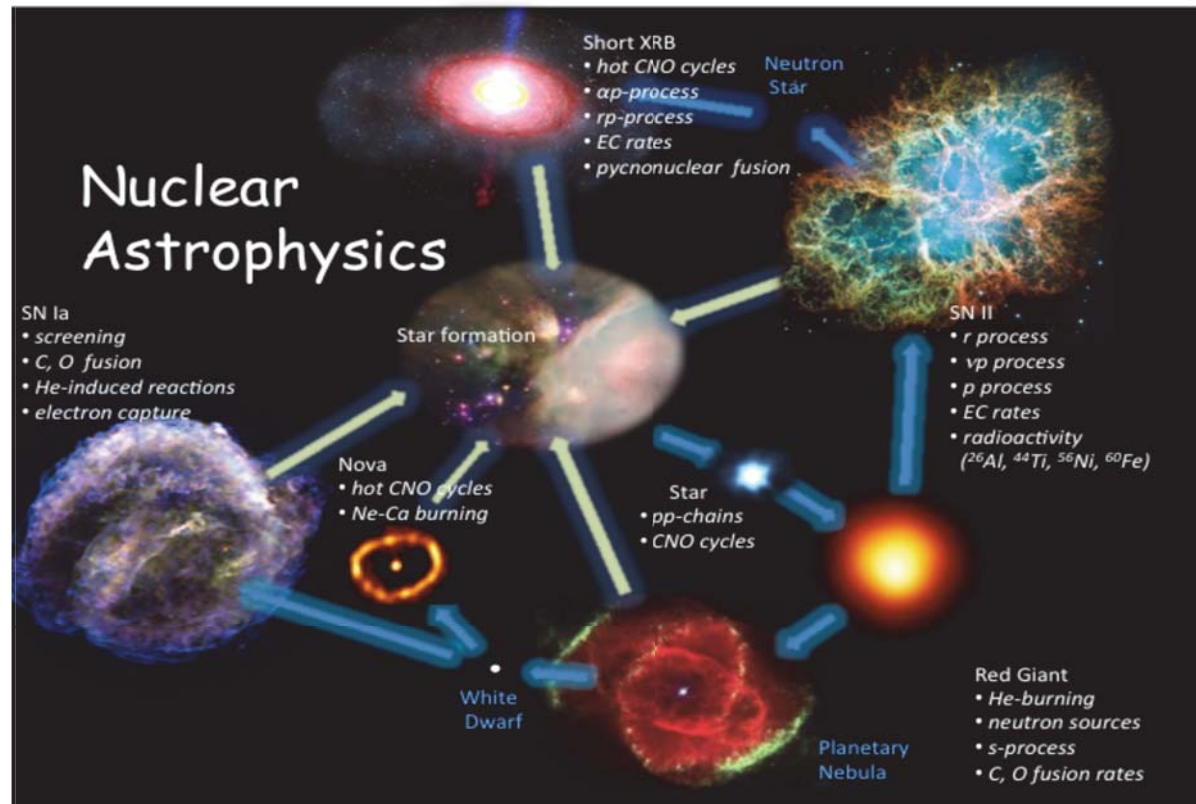 Nuclear
Astrophysics
Short XRB
• hot CNO cycles
• αp-process
• rp-process
• EC rates
• pycnonuclear fusion
Neutron
Star
SN Ia
• screening
• C, O fusion
• He-induced reactions
• electron capture
Star formation
SN II
• r process
• νp process
• p process
• EC rates
• radioactivity
(²⁶Al, ⁴⁴Ti, ⁵⁶Ni, ⁶⁰Fe)
Nova
• hot CNO cycles
• Ne-Ca burning
Star
• pp-chains
• CNO cycles
White
Dwarf
Planetary
Nebula
Red Giant
• He-burning
• neutron sources
• s-process
• C, O fusion rates